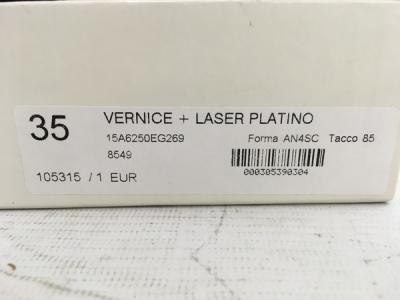 35 VERNICE + LASER PLATINO
15A6250EG269 Forma AN4SC Tacco 85
8549
000305390304
105315 / 1 EUR